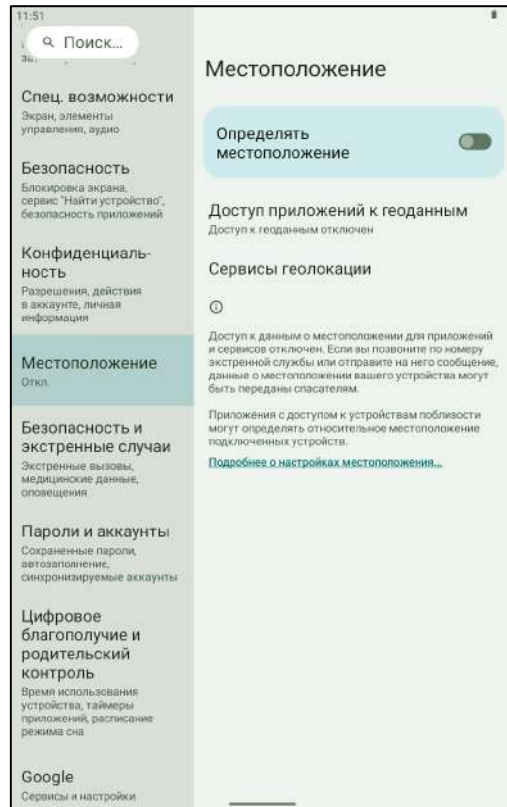 11:51
Поиск...
Спец. возможности
Экран, элементы
управления, аудио
Безопасность
Блокировка экрана,
сервис "Найти устройство",
безопасность приложений
Конфиденциаль-
ность
Разрешения, действия
в аккаунте, личная
информация
Местоположение
Откл.
Безопасность и
экстренные случаи
Экстренные вызовы,
медицинские данные,
оповещения
Пароли и аккаунты
Сохраненные пароли,
автозаполнение,
синхронизируемые аккаунты
Цифровое
благополучие и
родительский
контроль
Время использования
устройства, таймеры
приложений, расписание
режима сна
Google
Сервисы и настройки
Местоположение
Определять
местоположение
Доступ приложений к геоданным
Доступ к геоданным отключен
Сервисы геолокации
Доступ к данным о местоположении для приложений
и сервисов отключен. Если вы позвоните по номеру
экстренной службы или отправите на него сообщение,
данные о местоположении вашего устройства могут
быть переданы спасателям.
Приложения с доступом к устройствам поблизости
могут определять относительное местоположение
подключенных устройств.
Подробнее о настройках местоположения...